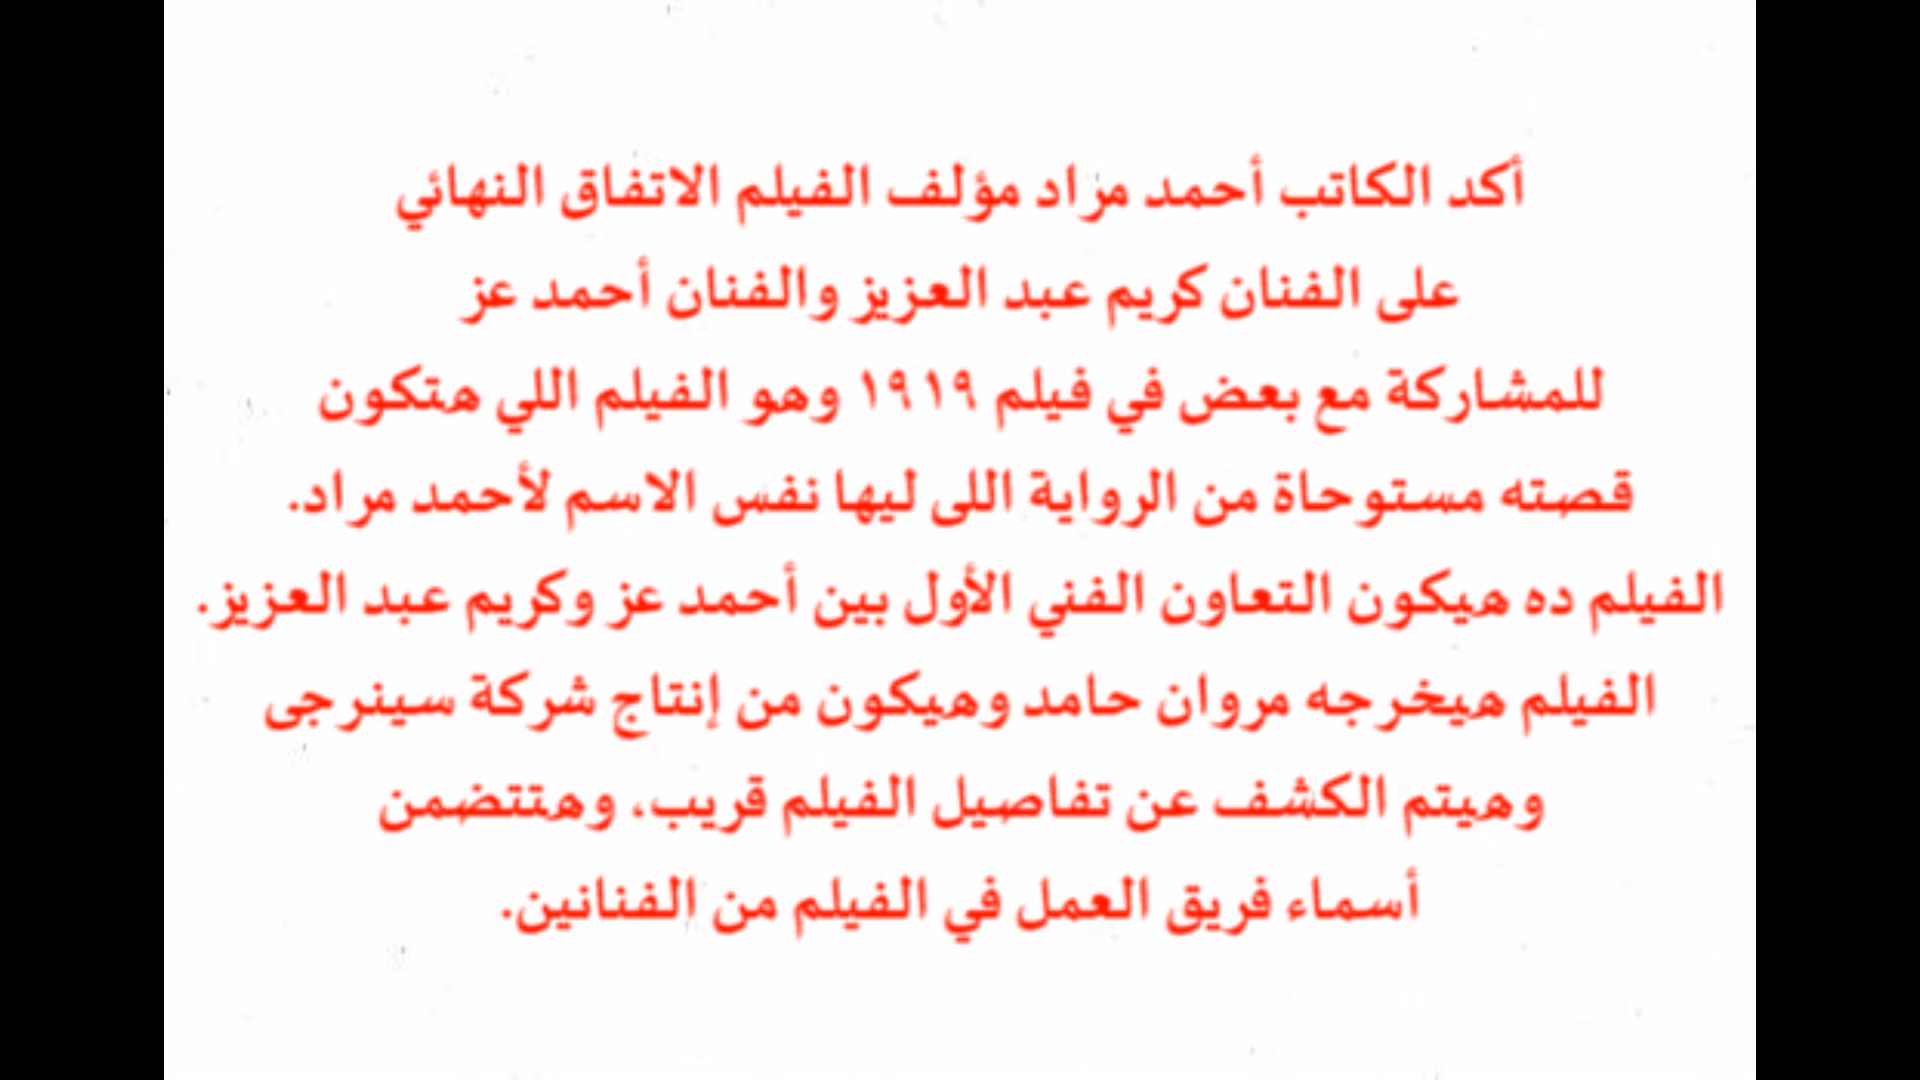 أكد الكاتب أحمد مراد مؤلف الفيلم الاتفاق النهائي
على الفنان كريم عبد العزيز والفنان أحمد عز
للمشاركة مع بعض في فيلم ١٩١٩ وهو الفيلم اللي هتكون
قصته مستوحاة من الرواية اللى ليها نفس الاسم لأحمد مراد.
الفيلم ده هيكون التعاون الفني الأول بين أحمد عز وكريم عبد العزيز.
الفيلم هيخرجه مروان حامد وهيكون من إنتاج شركة سينرجى
وهيتم الكشف عن تفاصيل الفيلم قريب، وهتتضمن
أسماء فريق العمل في الفيلم من الفنانين.